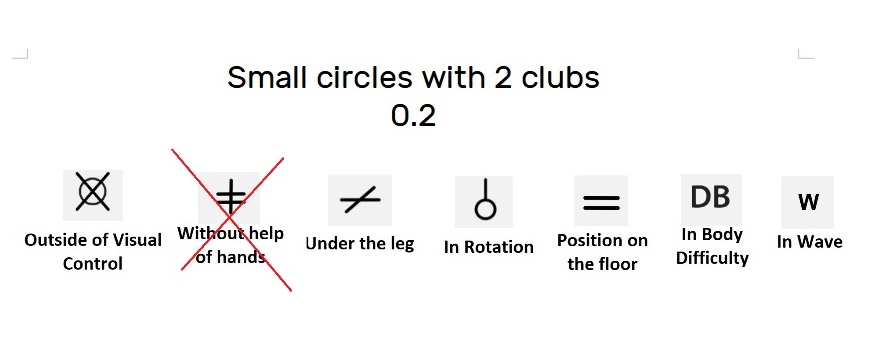 Small circles with 2 clubs
0.2
DB
W
Outside of Visual
Control
Without help
of hands
Under the leg
In Rotation
Position on
the floor
In Body
Difficulty
In Wave